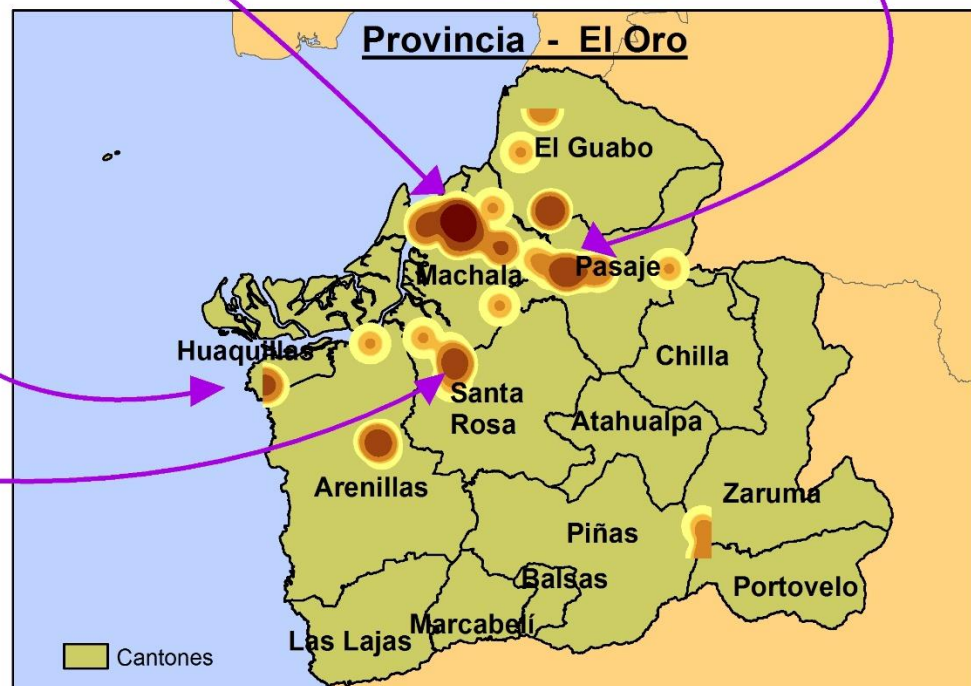 Provincia - El Oro
El Guabo
Machala
Pasaje
Huaquillas
Chilla
Santa
Rosa
Atahualpa
Arenillas
Zaruma
Piñas
Balsas
Portovelo
Marcabelí
Las Lajas
Cantones